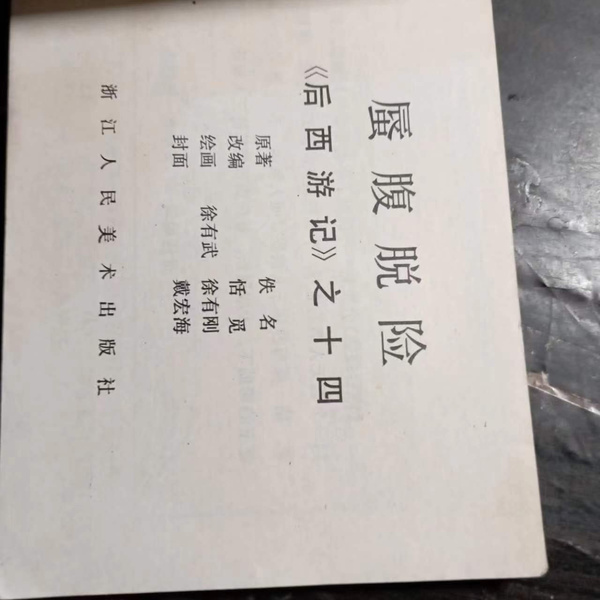 蜃腹脱险
《后西游记》之十四
原著 佚名
改编 恬觅
绘画 徐有武 徐有刚
封面 戴宏海
浙江人民美术出版社